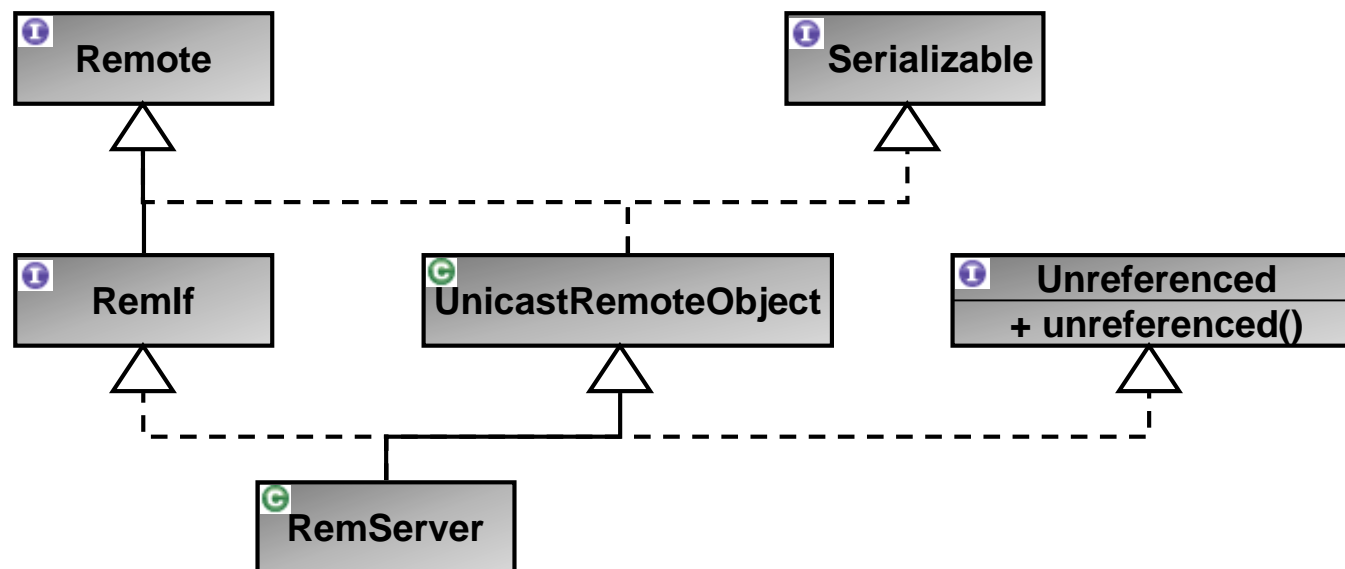 I
Remote
I
Serializable
I
RemIf
C
UnicastRemoteObject
I
Unreferenced
+ unreferenced()
C
RemServer